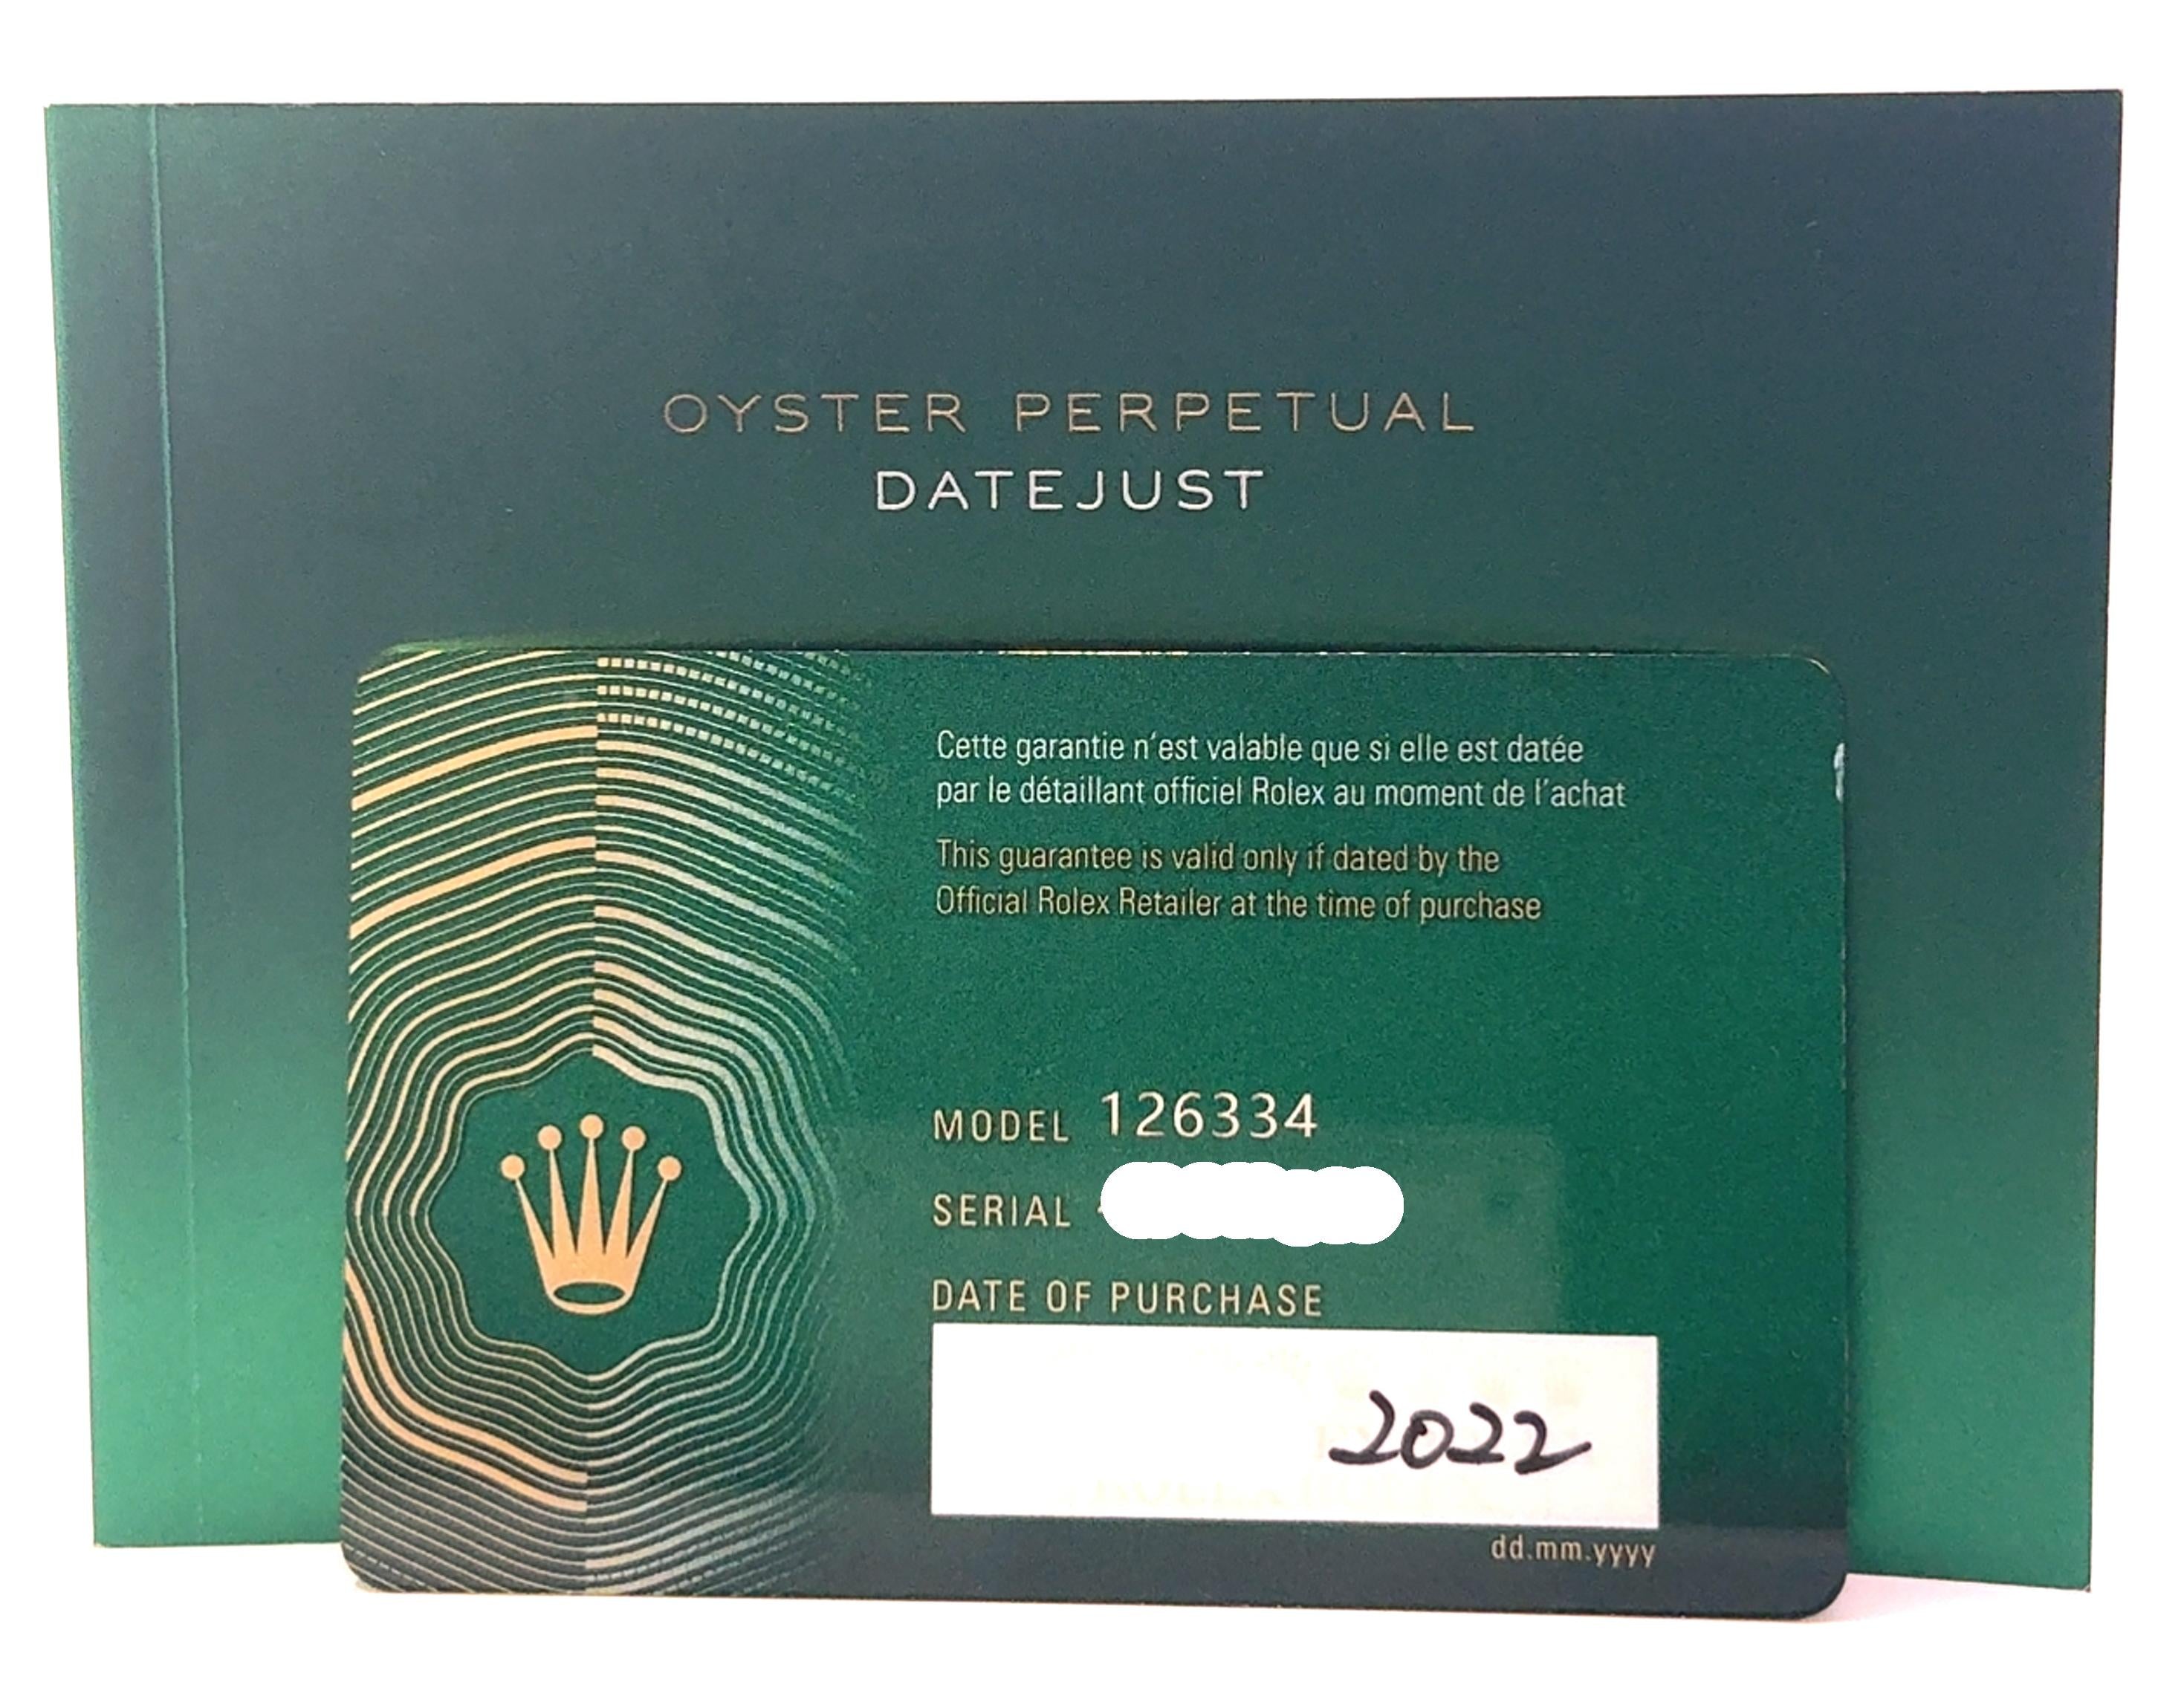 OYSTER PERPETUAL
DATEJUST
Cette garantie n'est valable que si elle est datée
par le détaillant officiel Rolex au moment de l'achat
This guarantee is valid only if dated by the
Official Rolex Retailer at the time of purchase
MODEL 126334
SERIAL
DATE OF PURCHASE
2022
dd.mm.yyyy